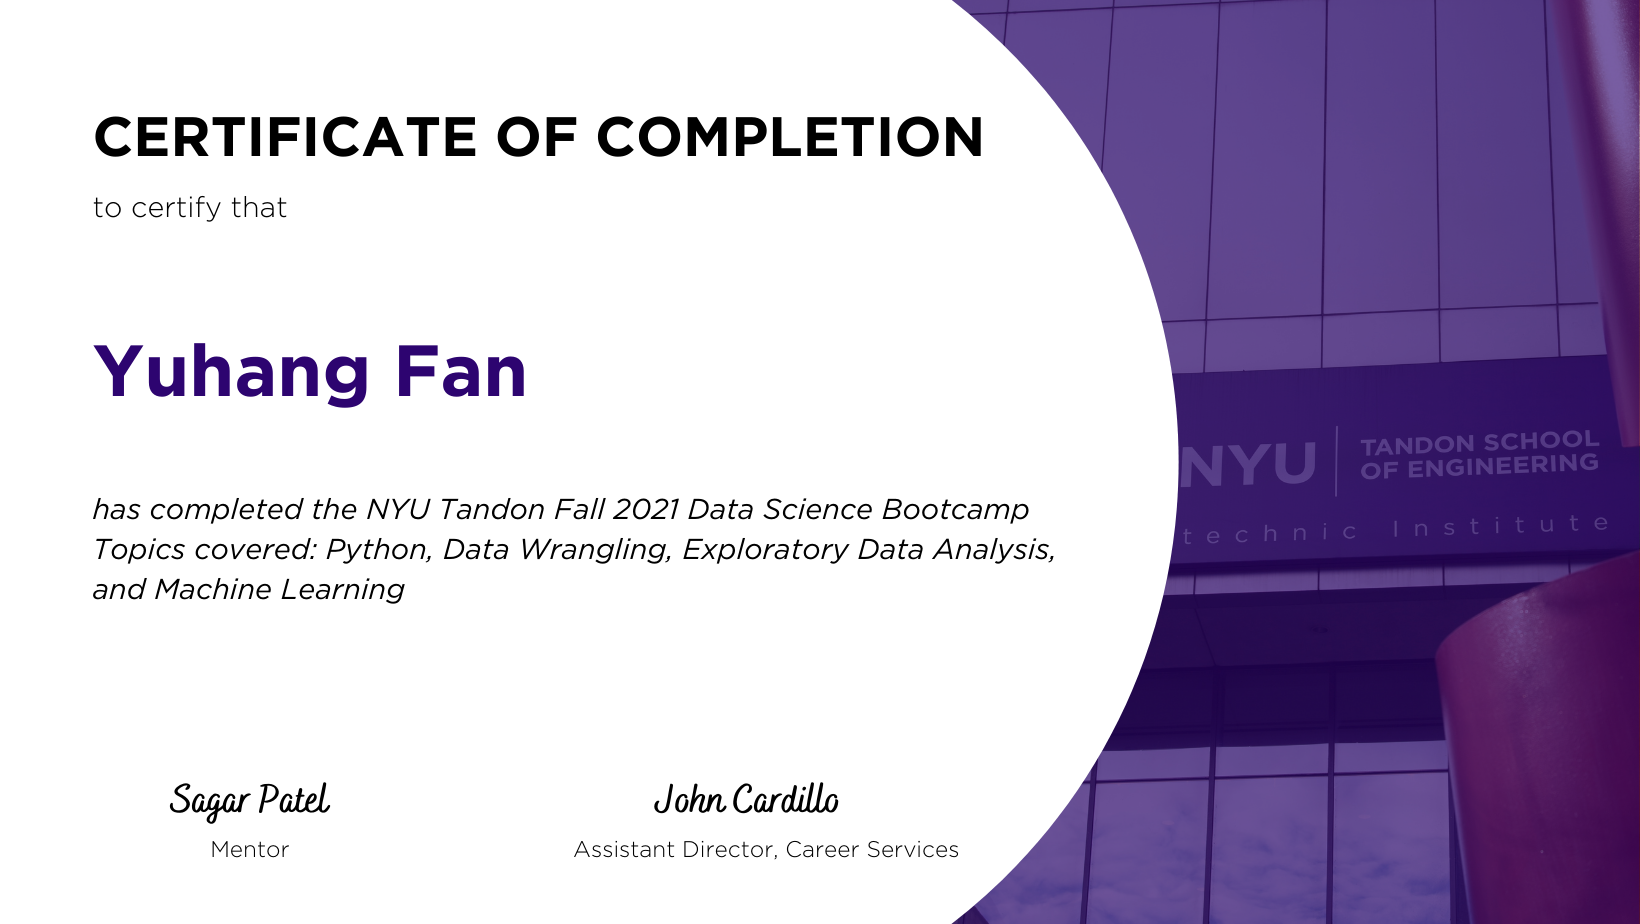 CERTIFICATE OF COMPLETION
to certify that
Yuhang Fan
has completed the NYU Tandon Fall 2021 Data Science Bootcamp
Topics covered: Python, Data Wrangling, Exploratory Data Analysis,
and Machine Learning
Sagar Patel
Mentor
John Cardillo
Assistant Director, Career Services
NYU
TANDON SCHOOL
OF ENGINEERING
technic Institute